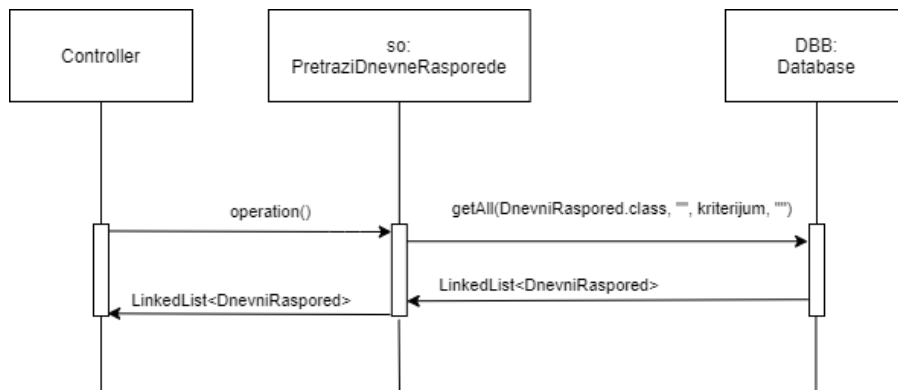 Controller
so:
PretraziDnevneRasporede
DBB:
Database
operation()
getAll(DnevniRaspored.class, "", kriterijum, "")
LinkedList<DnevniRaspored>
LinkedList<DnevniRaspored>